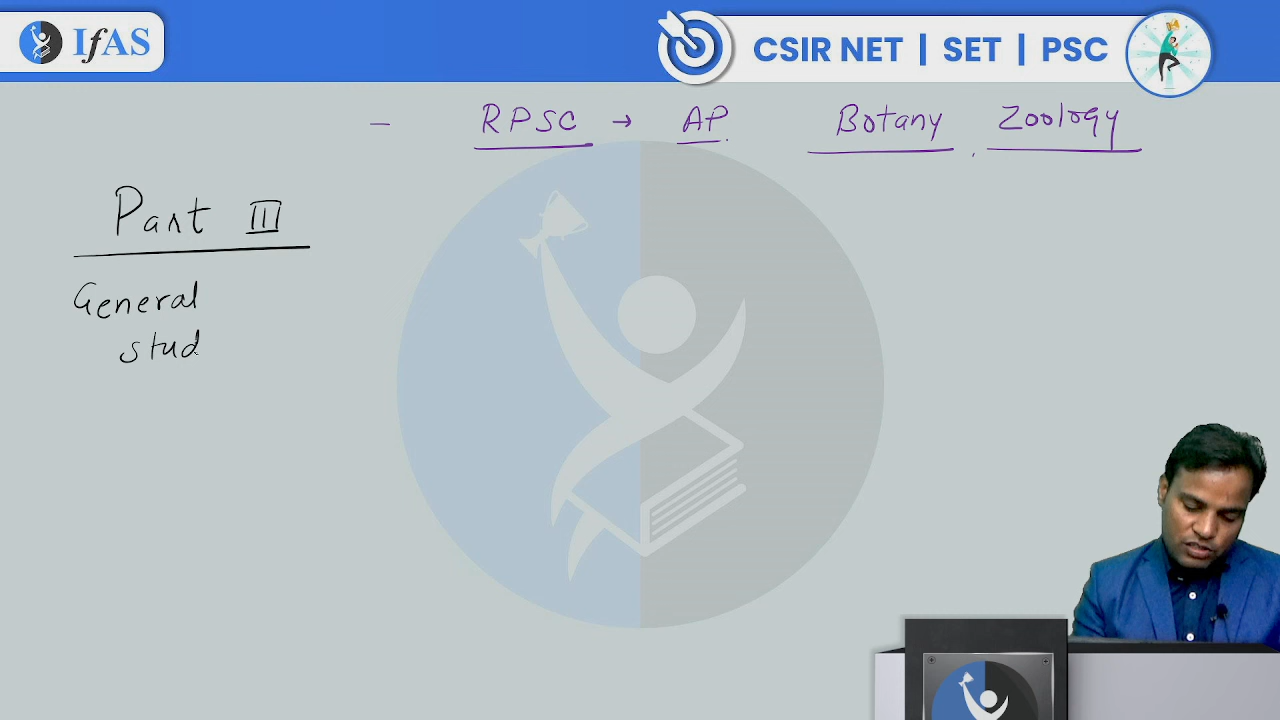 IfAS
CSIR NET | SET | PSC
- RPSC → AP. Botany, Zoology
Part III
General
stud